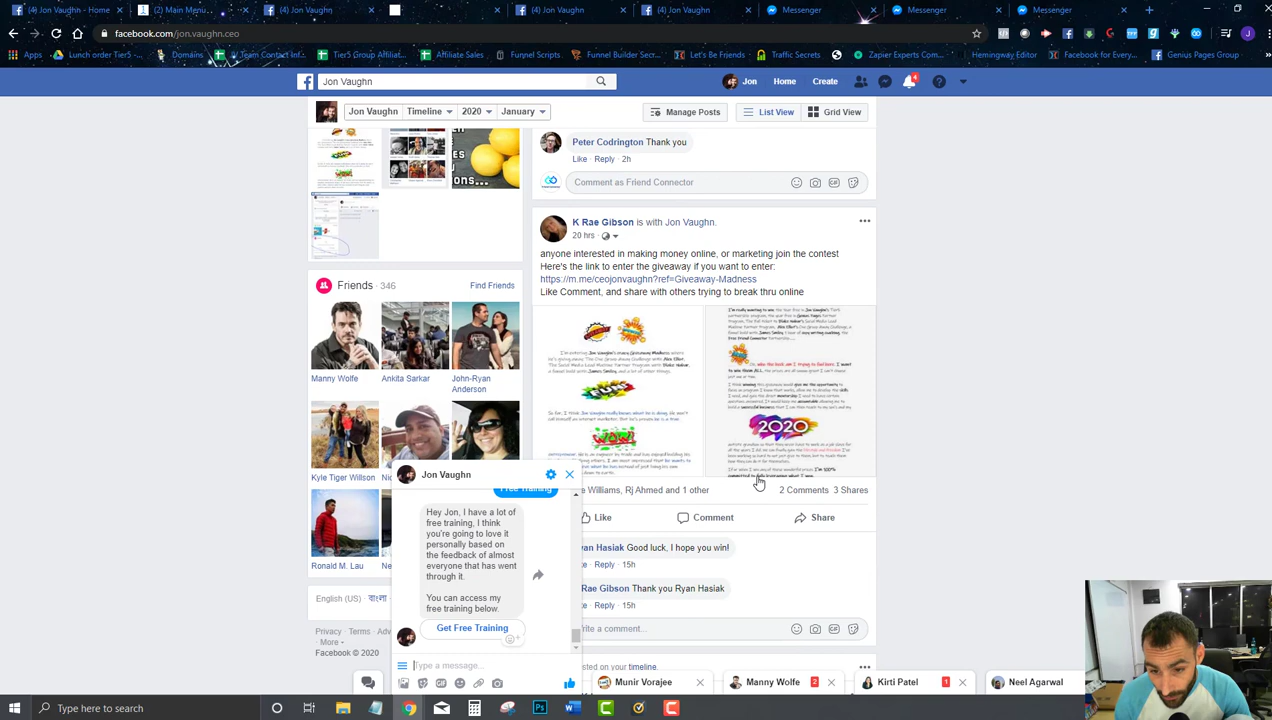 (4) Jon Vaughn - Home
(2) Main Menu
(4) Jon Vaughn
(4) Jon Vaughn
(4) Jon Vaughn
Messenger
Messenger
Messenger
facebook.com/jon.vaughn.ceo
Apps
Lunch order Tier5 -...
Domains
Team Contact Inf...
Tier5 Group Affiliat...
Affiliate Sales
Funnel Scripts
Funnel Builder Secr...
Let's Be Friends
Traffic Secrets
Zapier Experts Com...
Hemingway Editor
Facebook for Every...
Genius Pages Group
Jon Vaughn
Jon
Home
Create
4
Jon Vaughn
Timeline
2020
January
Manage Posts
List View
Grid View
Peter Codrington Thank you
Like · Reply · 2h
Comment as Friend Connector
K Rae Gibson is with Jon Vaughn.
20 hrs ·
anyone interested in making money online, or marketing join the contest
Here's the link to enter the giveaway if you want to enter:
https://m.me/ceojonvaughn?ref=Giveaway-Madness
Like Comment, and share with others trying to break thru online
WOW!
2020
Friends · 346
Find Friends
Manny Wolfe
Ankita Sarkar
John-Ryan
Anderson
Kyle Tiger Willson
Ronald M. Lau
English (US) ·
Privacy · Terms ·
More
Facebook © 2020
Williams, Rj Ahmed and 1 other
2 Comments 3 Shares
Like
Comment
Share
Hasiak Good luck, I hope you win!
Reply · 15h
Rae Gibson Thank you Ryan Hasiak
Reply · 15h
a comment...
timeline.
Jon Vaughn
Free Training
Hey Jon, I have a lot of
free training, I think
you're going to love it
personally based on
the feedback of almost
everyone that has went
through it.
You can access my
free training below.
Get Free Training
Type a message...
Munir Vorajee
Manny Wolfe
2
Kirti Patel
1
Neel Agarwal
Type here to search